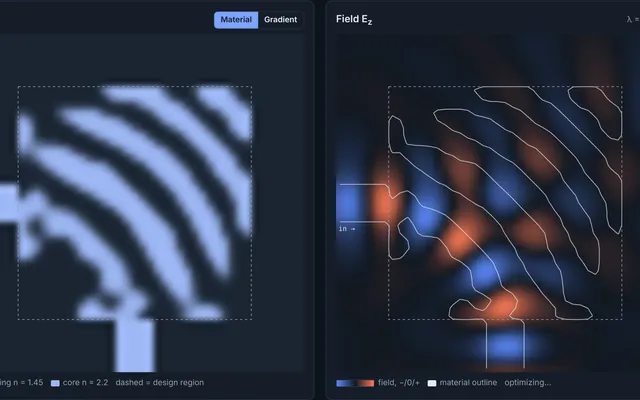 Material Gradient
Field Ez
λ =
in →
ing n = 1.45 core n = 2.2 dashed = design region
field, −/0/+ material outline optimizing...